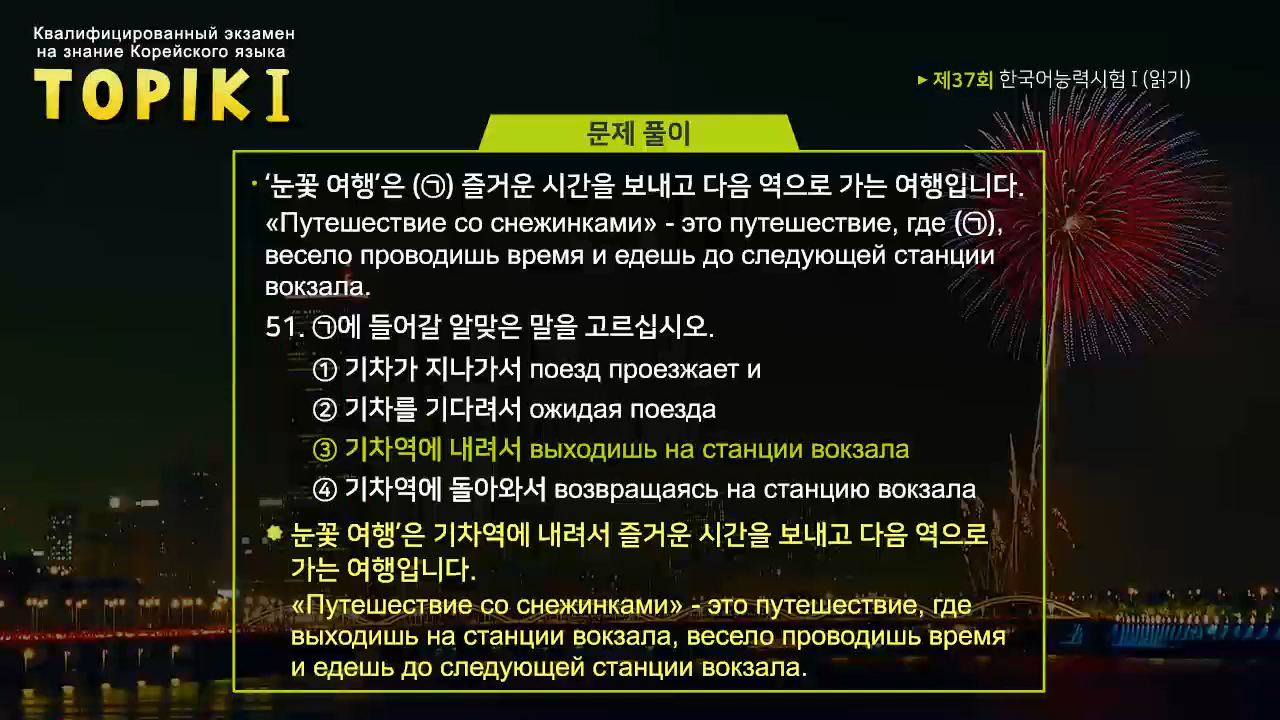 Квалифицированный экзамен
на знание Корейского языка
TOPIK I
▸ 제37회 한국어능력시험 I (읽기)
문제 풀이
• ‘눈꽃 여행’은 (㉠) 즐거운 시간을 보내고 다음 역으로 가는 여행입니다.
«Путешествие со снежинками» - это путешествие, где (㉠),
весело проводишь время и едешь до следующей станции
вокзала.
51. ㉠에 들어갈 알맞은 말을 고르십시오.
① 기차가 지나가서 поезд проезжает и
② 기차를 기다려서 ожидая поезда
③ 기차역에 내려서 выходишь на станции вокзала
④ 기차역에 돌아와서 возвращаясь на станцию вокзала
눈꽃 여행’은 기차역에 내려서 즐거운 시간을 보내고 다음 역으로
가는 여행입니다.
«Путешествие со снежинками» - это путешествие, где
выходишь на станции вокзала, весело проводишь время
и едешь до следующей станции вокзала.